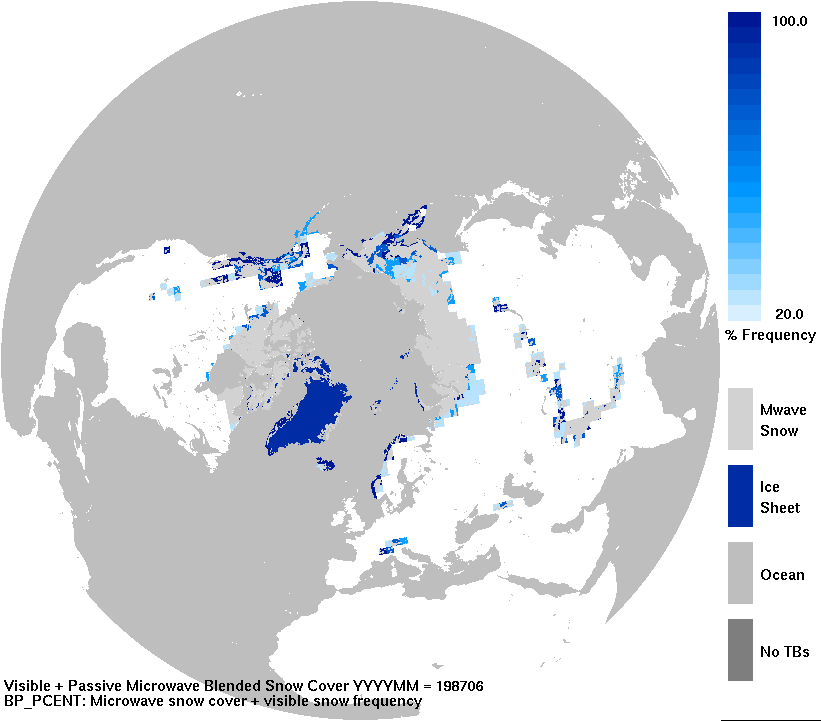 100.0
20.0
% Frequency
Mwave
Snow
Ice
Sheet
Ocean
No TBs
Visible + Passive Microwave Blended Snow Cover YYYYMM = 198706
BP_PCENT: Microwave snow cover + visible snow frequency